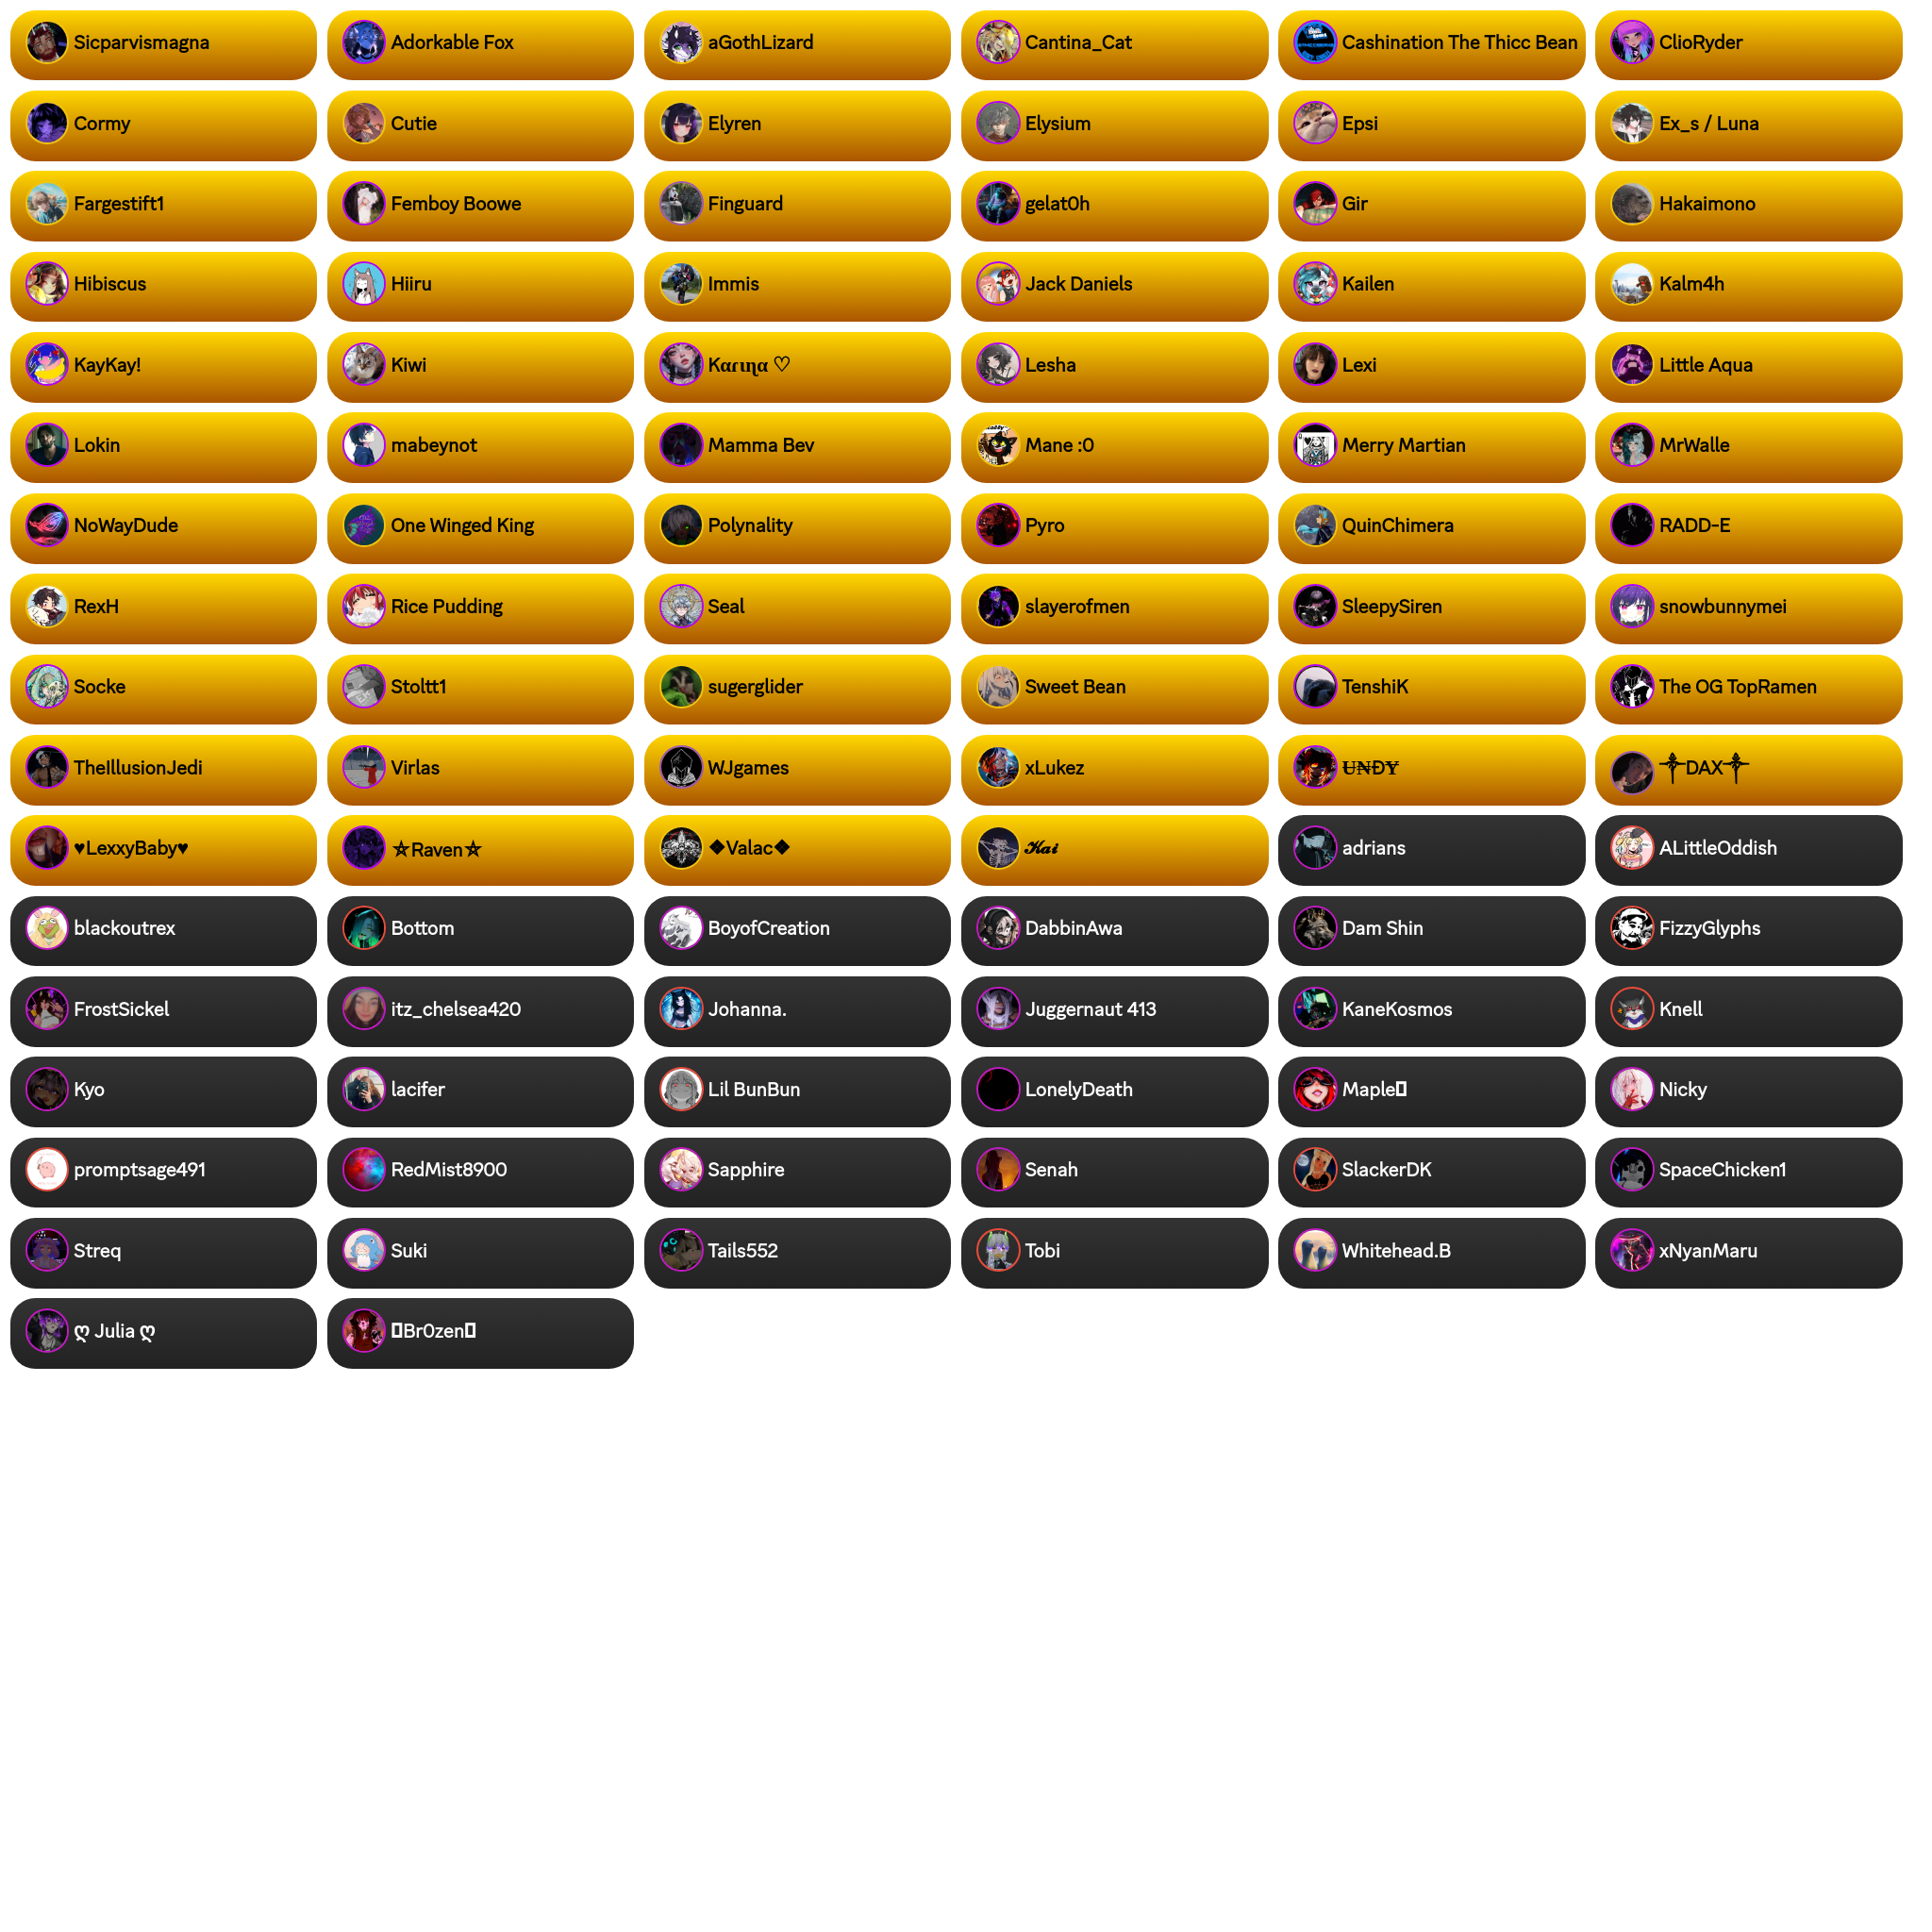 Sicparvismagna Adorkable Fox aGothLizard Cantina_Cat Cashination The Thicc Bean ClioRyder
Cormy Cutie Elyren Elysium Epsi Ex_s / Luna
Fargestift1 Femboy Boowe Finguard gelat0h Gir Hakaimono
Hibiscus Hiiru Immis Jack Daniels Kailen Kalm4h
KayKay! Kiwi Kαɾιɳα ♡ Lesha Lexi Little Aqua
Lokin mabeynot Mamma Bev Mane :0 Merry Martian MrWalle
NoWayDude One Winged King Polynality Pyro QuinChimera RADD-E
RexH Rice Pudding Seal slayerofmen SleepySiren snowbunnymei
Socke Stoltt1 sugerglider Sweet Bean TenshiK The OG TopRamen
TheIllusionJedi Virlas WJgames xLukez U̶N̶ĐY̶ ⸸DAX⸸
♥LexxyBaby♥ ⛤Raven⛤ ❖Valac❖ 𝓚𝓪𝓲 adrians ALittleOddish
blackoutrex Bottom BoyofCreation DabbinAwa Dam Shin FizzyGlyphs
FrostSickel itz_chelsea420 Johanna. Juggernaut 413 KaneKosmos Knell
Kyo lacifer Lil BunBun LonelyDeath Maple Nicky
promptsage491 RedMist8900 Sapphire Senah SlackerDK SpaceChicken1
Streq Suki Tails552 Tobi Whitehead.B xNyanMaru
ღ Julia ღ Br0zen